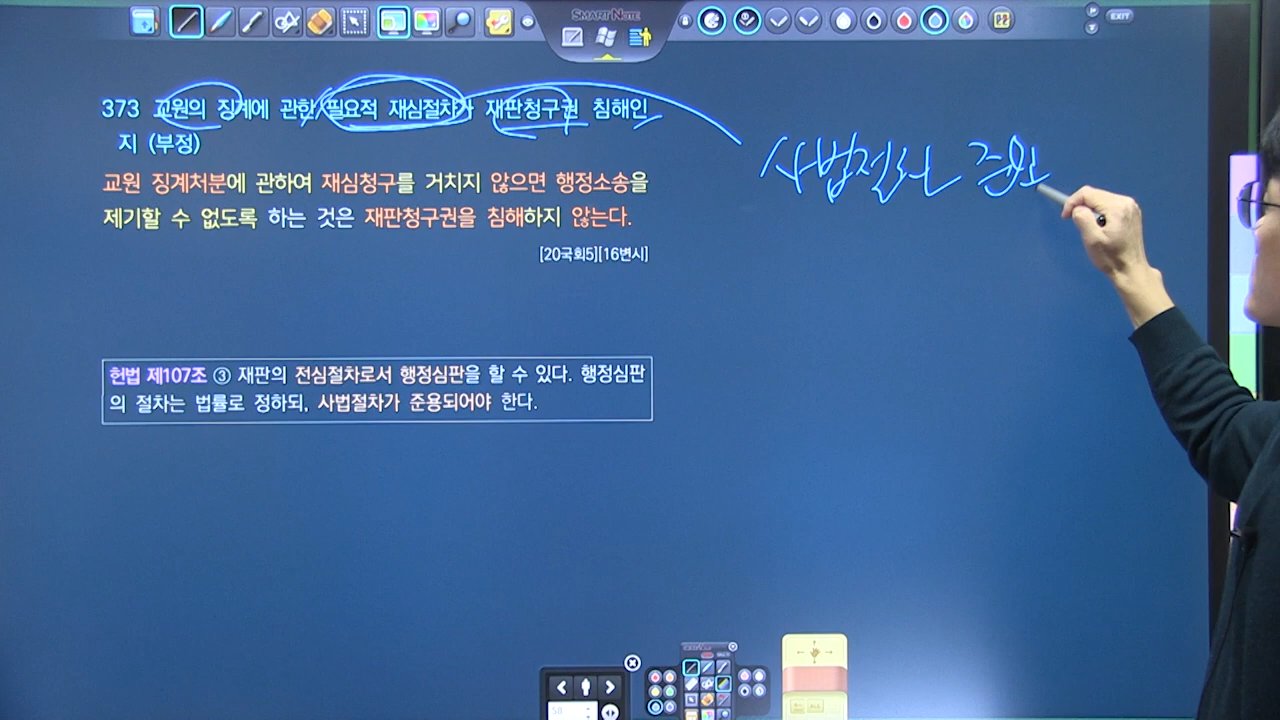 SMART NOTE
EXIT
373 교원의 징계에 관한 필요적 재심절차가 재판청구권 침해인
지 (부정)
사법절차 준용
교원 징계처분에 관하여 재심청구를 거치지 않으면 행정소송을
제기할 수 없도록 하는 것은 재판청구권을 침해하지 않는다.
[20국회5][16변시]
헌법 제107조 ③ 재판의 전심절차로서 행정심판을 할 수 있다. 행정심판
의 절차는 법률로 정하되, 사법절차가 준용되어야 한다.
58